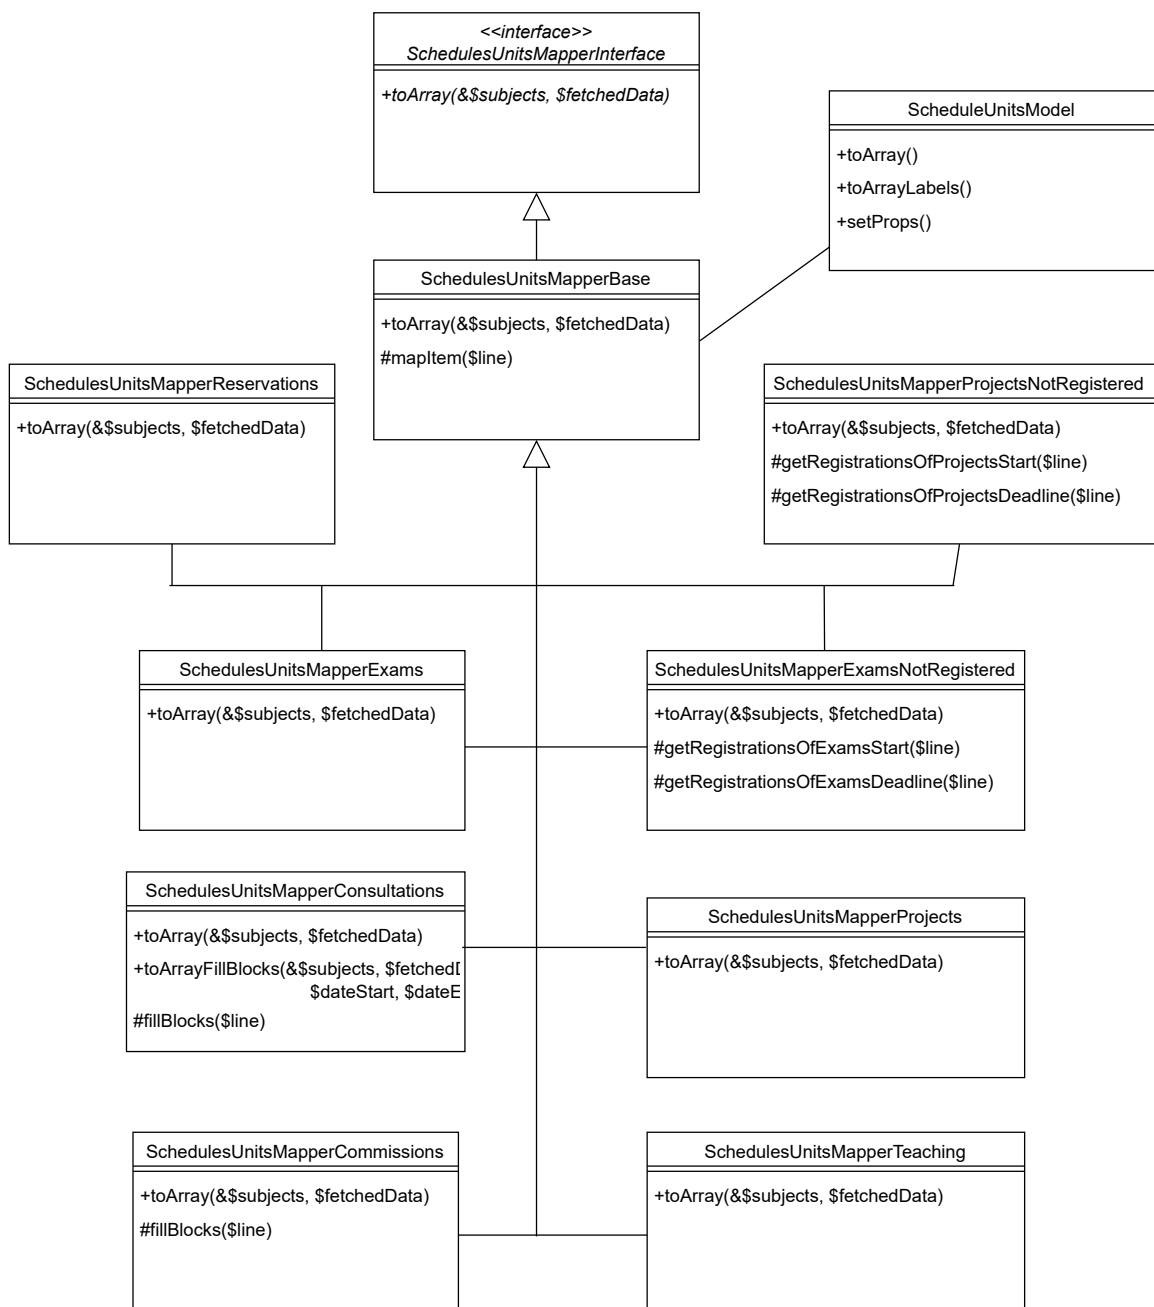 <<interface>>
SchedulesUnitsMapperInterface
+toArray(&$subjects, $fetchedData)
ScheduleUnitsModel
+toArray()
+toArrayLabels()
+setProps()
SchedulesUnitsMapperBase
+toArray(&$subjects, $fetchedData)
#mapItem($line)
SchedulesUnitsMapperReservations
+toArray(&$subjects, $fetchedData)
SchedulesUnitsMapperProjectsNotRegistered
+toArray(&$subjects, $fetchedData)
#getRegistrationsOfProjectsStart($line)
#getRegistrationsOfProjectsDeadline($line)
SchedulesUnitsMapperExams
+toArray(&$subjects, $fetchedData)
SchedulesUnitsMapperExamsNotRegistered
+toArray(&$subjects, $fetchedData)
#getRegistrationsOfExamsStart($line)
#getRegistrationsOfExamsDeadline($line)
SchedulesUnitsMapperConsultations
+toArray(&$subjects, $fetchedData)
+toArrayFillBlocks(&$subjects,
$dateStart,
#fillBlocks($line)
SchedulesUnitsMapperProjects
+toArray(&$subjects, $fetchedData)
SchedulesUnitsMapperCommissions
+toArray(&$subjects, $fetchedData)
#fillBlocks($line)
SchedulesUnitsMapperTeaching
+toArray(&$subjects, $fetchedData)